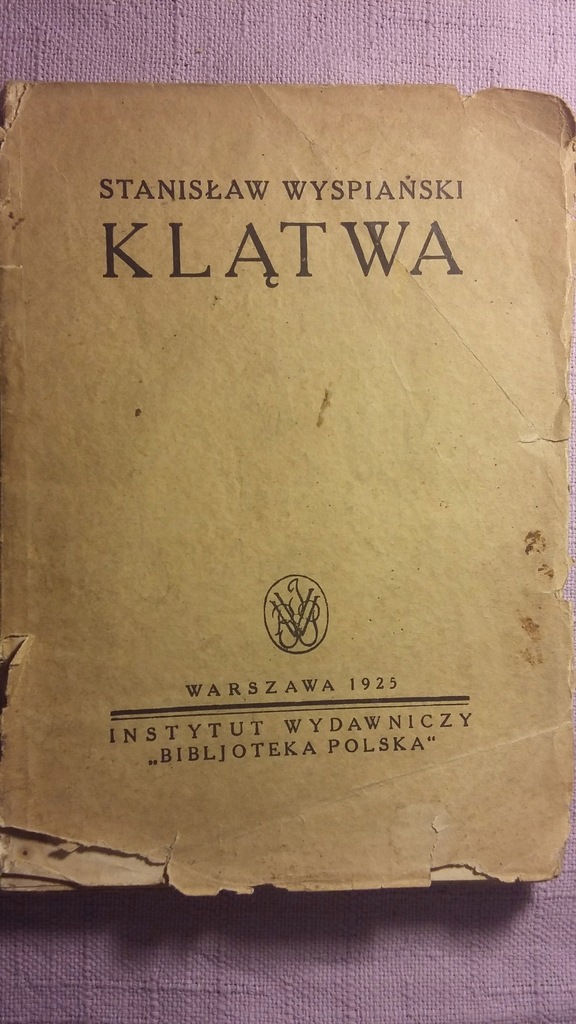 STANISŁAW WYSPIAŃSKI
KLĄTWA
WARSZAWA 1925
INSTYTUT WYDAWNICZY
„BIBLJOTEKA POLSKA“